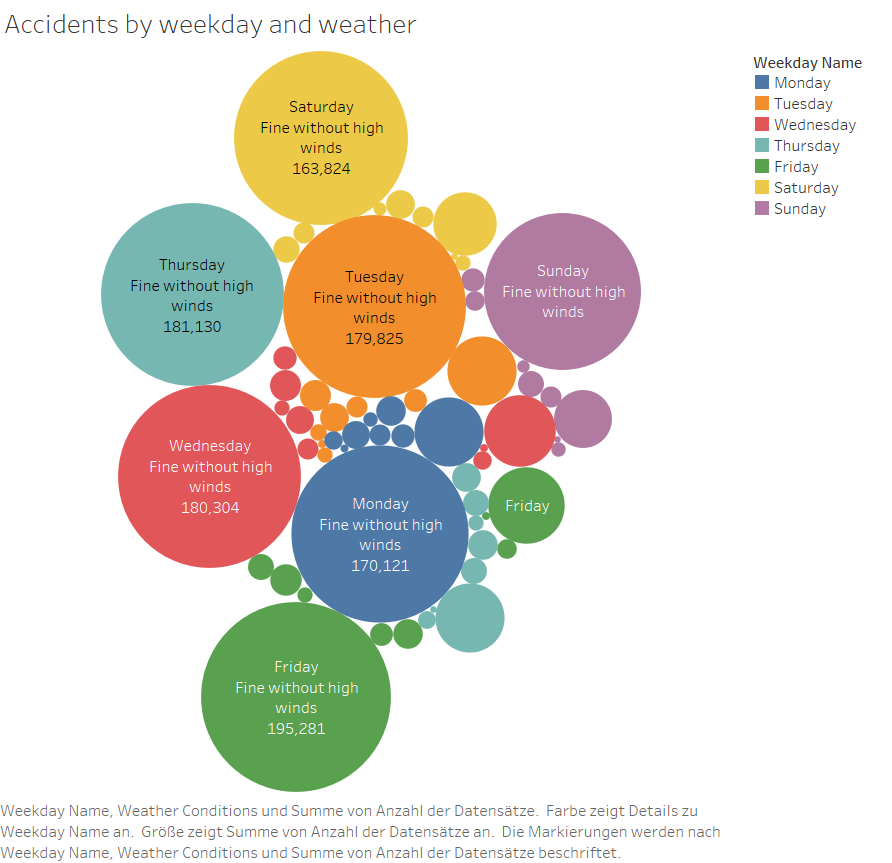 Accidents by weekday and weather
Weekday Name
Monday
Tuesday
Wednesday
Thursday
Friday
Saturday
Sunday
Saturday
Fine without high
winds
163,824
Thursday
Fine without high
winds
181,130
Tuesday
Fine without high
winds
179,825
Sunday
Fine without high
winds
Wednesday
Fine without high
winds
180,304
Monday
Fine without high
winds
170,121
Friday
Friday
Fine without high
winds
195,281
Weekday Name, Weather Conditions und Summe von Anzahl der Datensätze.  Farbe zeigt Details zu
Weekday Name an.  Größe zeigt Summe von Anzahl der Datensätze an.  Die Markierungen werden nach
Weekday Name, Weather Conditions und Summe von Anzahl der Datensätze beschriftet.